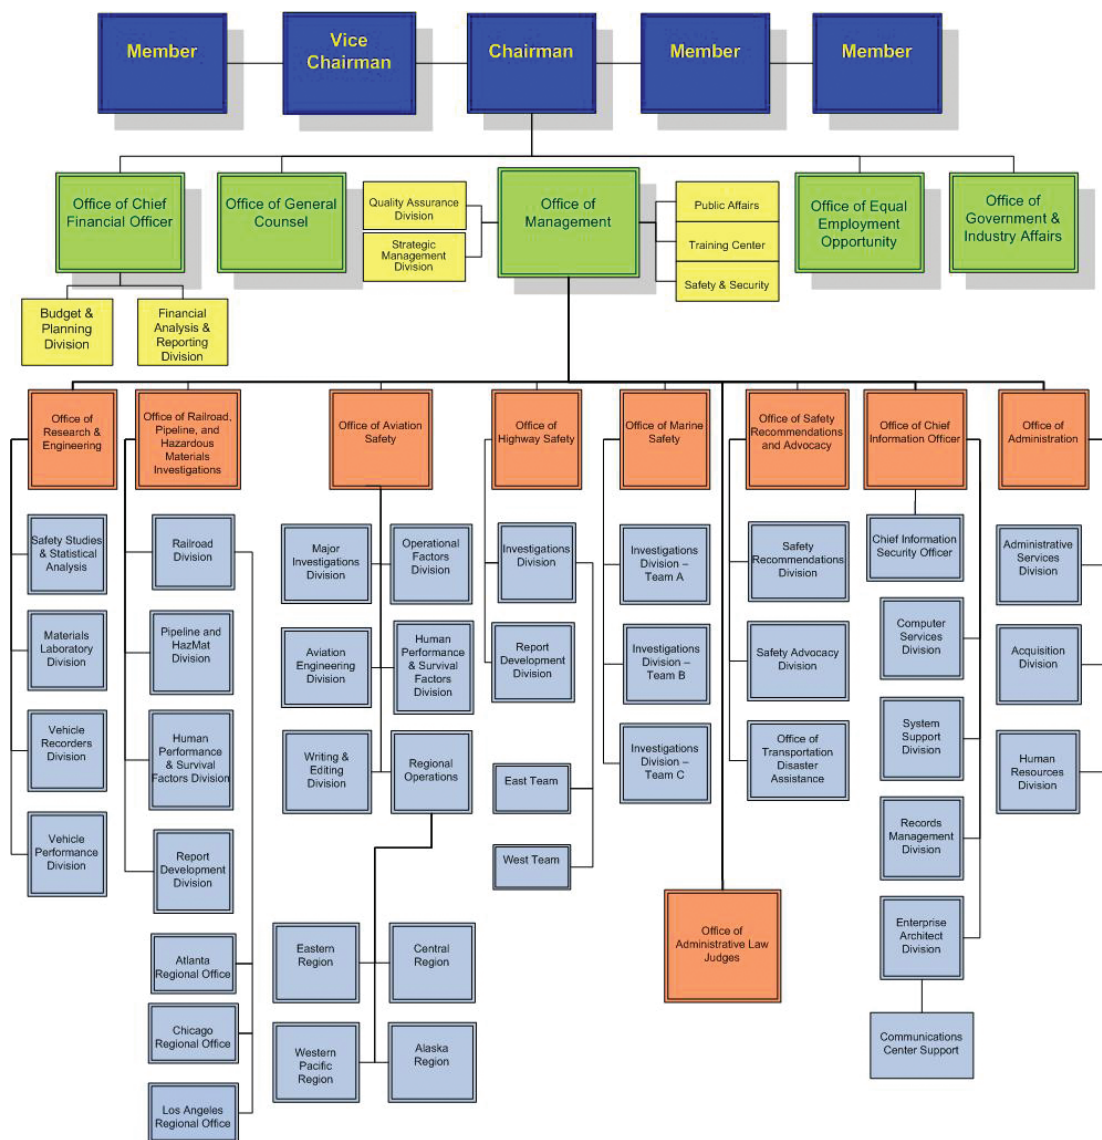 Member
Vice
Chairman
Chairman
Member
Member
Office of Chief
Financial Officer
Office of General
Counsel
Quality Assurance
Division
Strategic
Management
Division
Office of
Management
Public Affairs
Training Center
Safety & Security
Office of Equal
Employment
Opportunity
Office of
Government &
Industry Affairs
Budget &
Planning
Division
Financial
Analysis &
Reporting
Division
Office of
Research &
Engineering
Office of Railroad,
Pipeline, and
Hazardous
Materials
Investigations
Office of Aviation
Safety
Office of
Highway Safety
Office of Marine
Safety
Office of Safety
Recommendations
and Advocacy
Office of Chief
Information Officer
Office of
Administration
Safety Studies
& Statistical
Analysis
Materials
Laboratory
Division
Vehicle
Recorders
Division
Vehicle
Performance
Division
Railroad
Division
Pipeline and
HazMat
Division
Human
Performance
& Survival
Factors Division
Report
Development
Division
Atlanta
Regional Office
Chicago
Regional Office
Los Angeles
Regional Office
Major
Investigations
Division
Operational
Factors
Division
Aviation
Engineering
Division
Human
Performance
& Survival
Factors
Division
Writing &
Editing
Division
Regional
Operations
Eastern
Region
Central
Region
Western
Pacific
Region
Alaska
Region
Investigations
Division
Report
Development
Division
East Team
West Team
Investigations
Division –
Team A
Investigations
Division –
Team B
Investigations
Division –
Team C
Safety
Recommendations
Division
Safety Advocacy
Division
Office of
Transportation
Disaster
Assistance
Office of
Administrative Law
Judges
Chief Information
Security Officer
Computer
Services
Division
System
Support
Division
Records
Management
Division
Enterprise
Architect
Division
Communications
Center Support
Administrative
Services
Division
Acquisition
Division
Human
Resources
Division